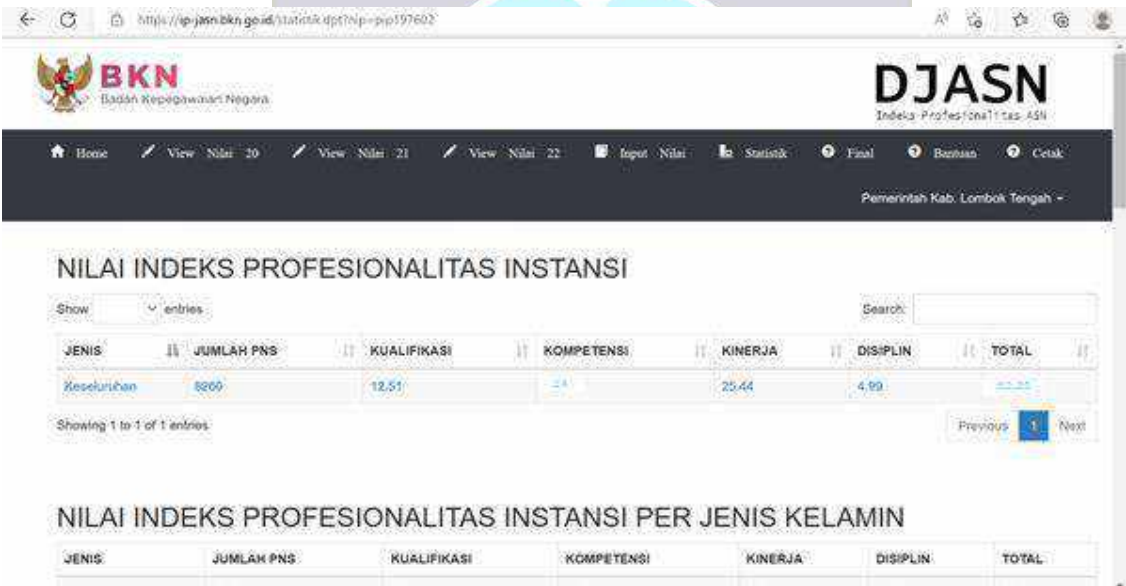 https://ip-jasn.bkn.go.id/statistik
BKN
Badan Kepegawaian Negara
DJASN
Indeks Profesionalitas ASN
Home View Nilai 20 View Nilai 21 View Nilai 22 Input Nilai Statistik Final Bantuan Cetak
Pemerintah Kab. Lombok Tengah
NILAI INDEKS PROFESIONALITAS INSTANSI
Show entries Search:
JENIS JUMLAH PNS KUALIFIKASI KOMPETENSI KINERJA DISIPLIN TOTAL
Keseluruhan 12.51 25.44 4.99
Showing 1 to 1 of 1 entries
Previous 1 Next
NILAI INDEKS PROFESIONALITAS INSTANSI PER JENIS KELAMIN
JENIS JUMLAH PNS KUALIFIKASI KOMPETENSI KINERJA DISIPLIN TOTAL